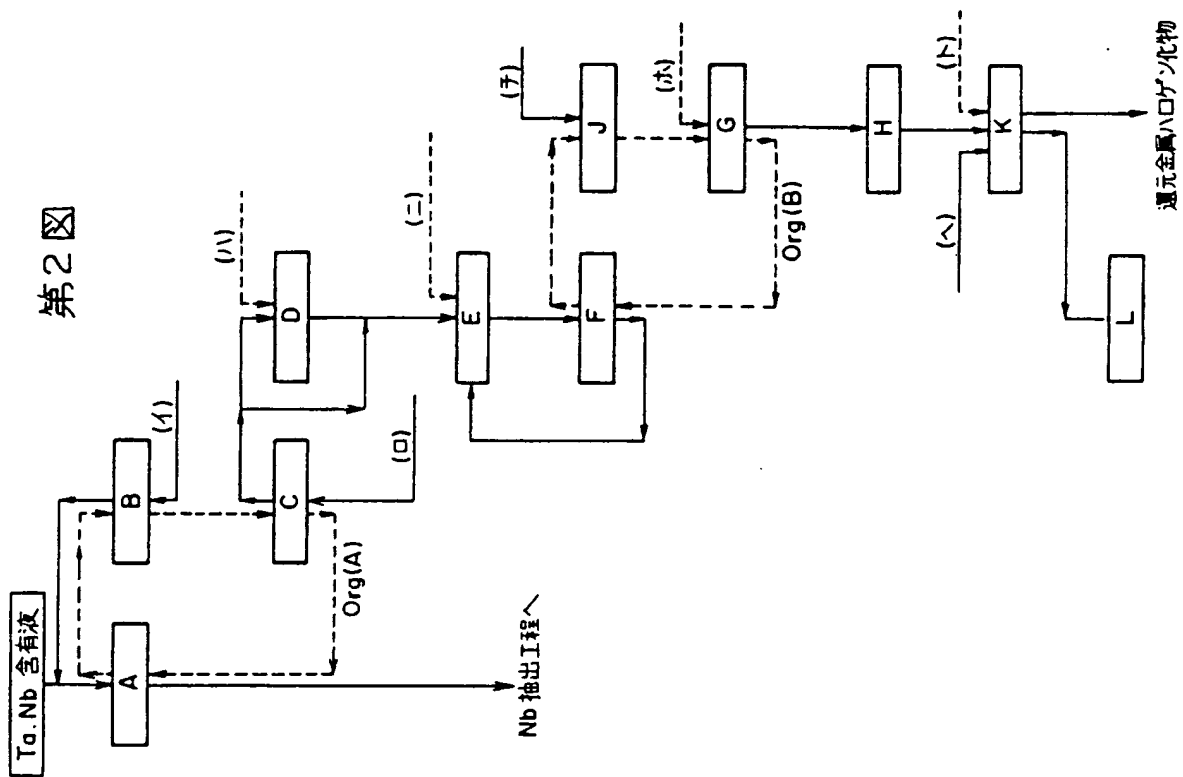 第2図
Ta.Nb 含有液
A
B
(イ)
C
(ロ)
Org(A)
Nb 抽出工程へ
D
(ハ)
E
(ニ)
F
J
(チ)
G
(ホ)
Org(B)
H
K
(ヘ)
(ト)
L
還元金属ハロゲン化物